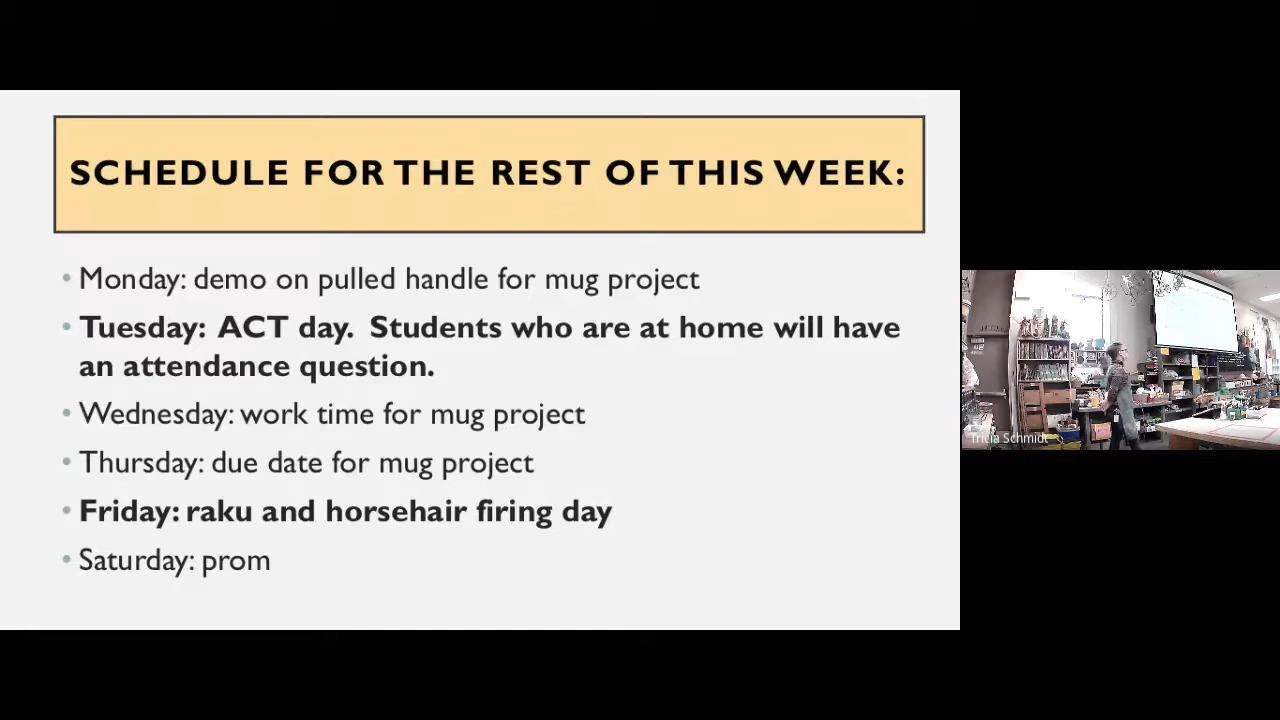 SCHEDULE FOR THE REST OF THIS WEEK:
• Monday: demo on pulled handle for mug project
• Tuesday: ACT day. Students who are at home will have
an attendance question.
• Wednesday: work time for mug project
• Thursday: due date for mug project
• Friday: raku and horsehair firing day
• Saturday: prom
Tricia Schmidt